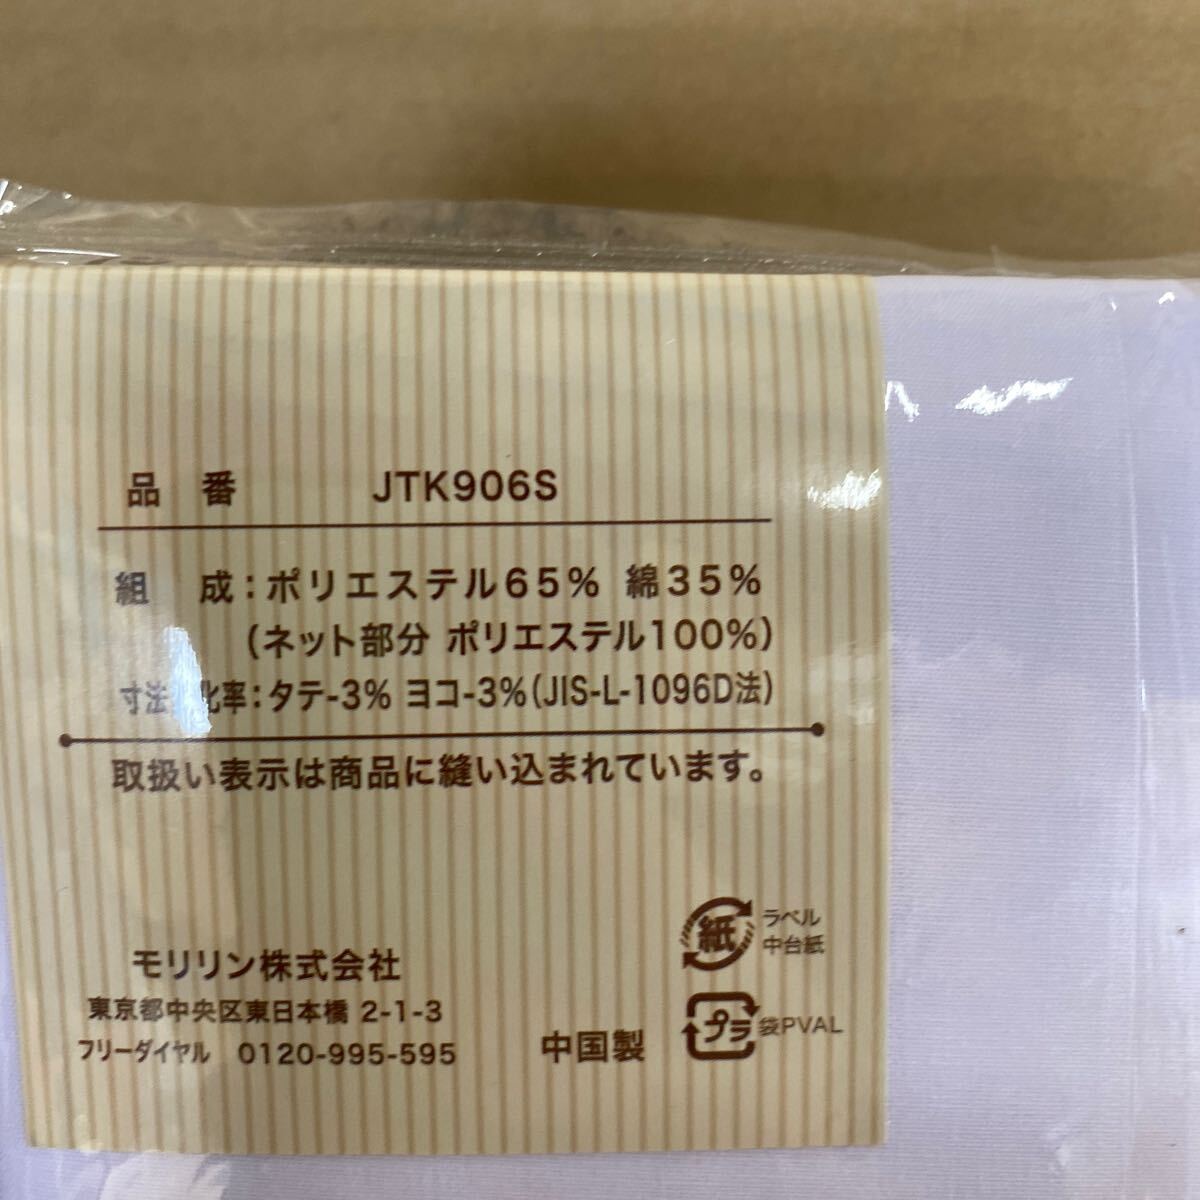 品 番 JTK906S
組 成：ポリエステル65% 綿35%
(ネット部分 ポリエステル100%)
寸法 化率：タテ-3% ヨコ-3%(JIS-L-1096D法)
取扱い表示は商品に縫い込まれています。
紙 ラベル
中台紙
モリリン株式会社
東京都中央区東日本橋 2-1-3
フリーダイヤル 0120-995-595
中国製
プラ 袋PVAL